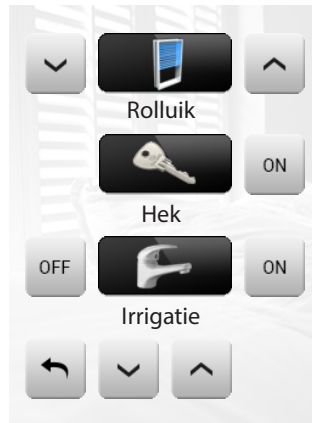 Rolluik
ON
Hek
OFF
ON
Irrigatie